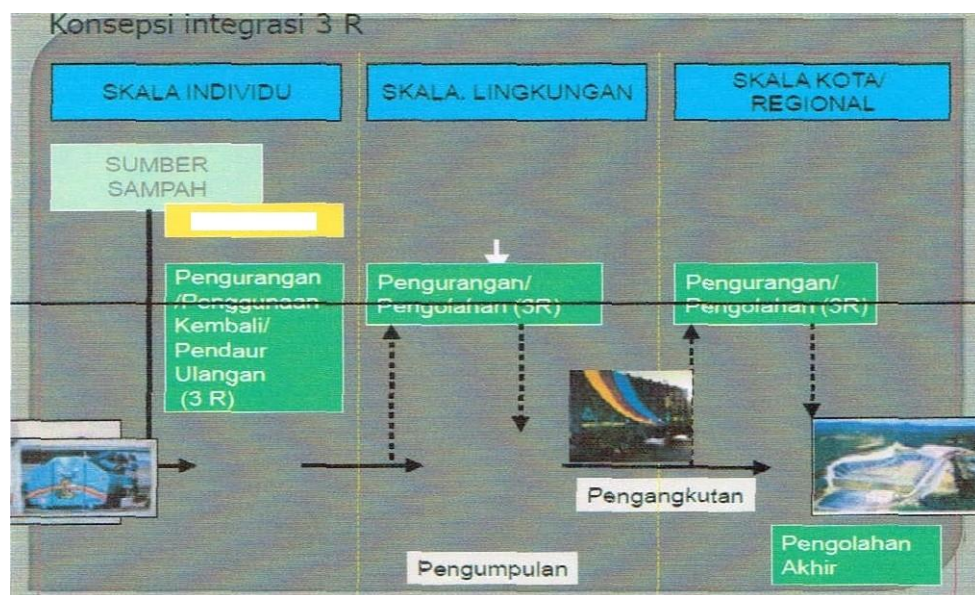 Konsepsi integrasi 3 R
SKALA INDIVIDU
SKALA. LINGKUNGAN
SKALA KOTA/
REGIONAL
SUMBER
SAMPAH
Pengurangan
/Penggunaan
Kembali/
Pendaur
Ulangan
(3 R)
Pengurangan/
Pengolahan (3R)
Pengurangan/
Pengolahan (3R)
Pengangkutan
Pengumpulan
Pengolahan
Akhir